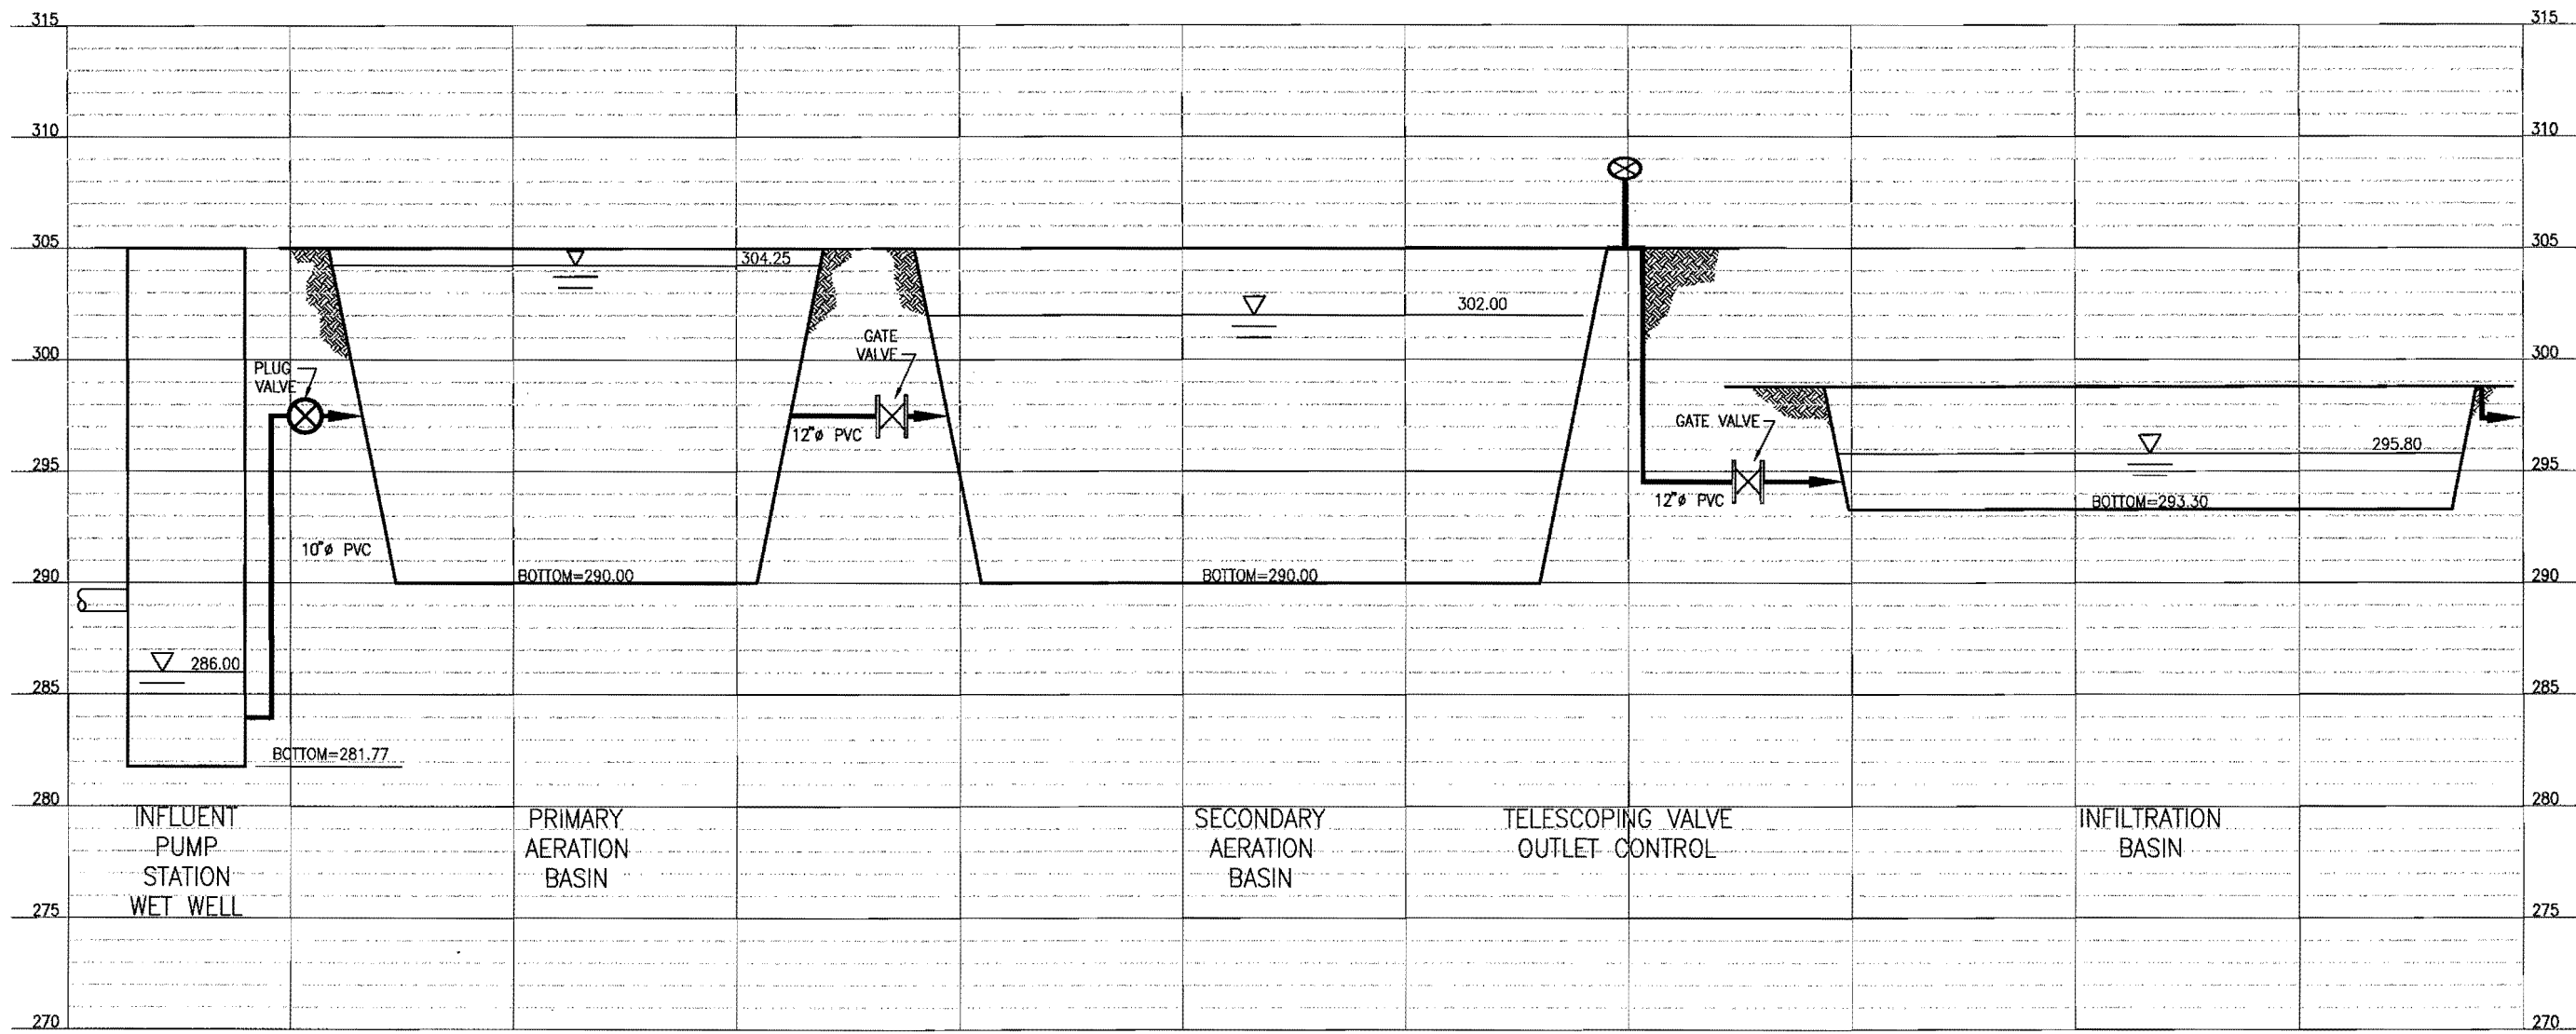 315
315
310
310
305
305
304.25
302.00
GATE
VALVE
300
300
PLUG
VALVE
GATE VALVE
12"ø PVC
295.80
295
295
12"ø PVC
BOTTOM=293.30
10"ø PVC
BOTTOM=290.00
BOTTOM=290.00
290
290
286.00
285
285
BOTTOM=281.77
280
280
INFLUENT
PUMP
STATION
WET WELL
PRIMARY
AERATION
BASIN
SECONDARY
AERATION
BASIN
TELESCOPING VALVE
OUTLET CONTROL
INFILTRATION
BASIN
275
275
270
270